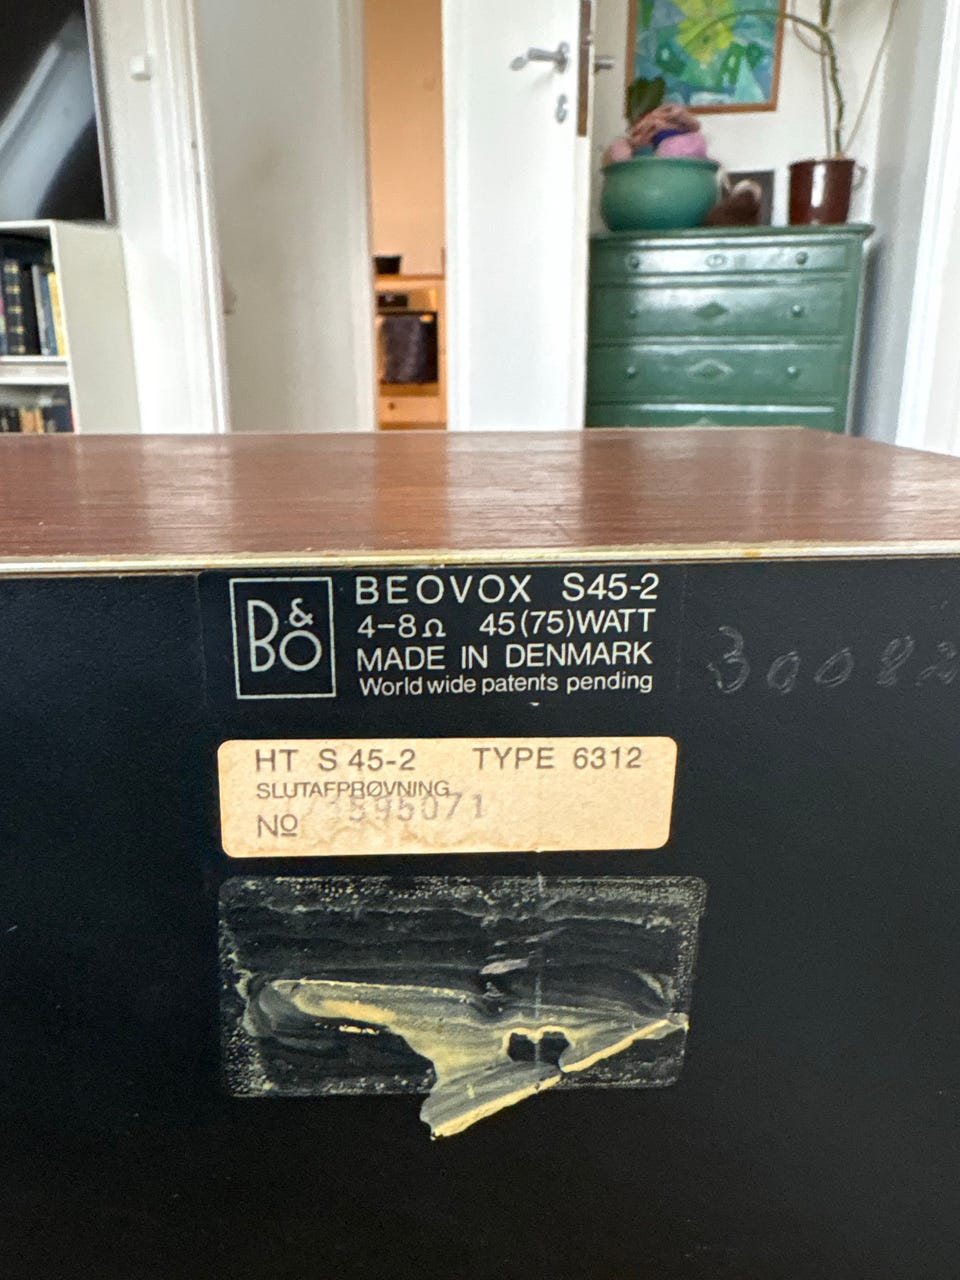 B&O
BEOVOX S45-2
4-8Ω 45(75)WATT
MADE IN DENMARK
World wide patents pending
HT S 45-2 TYPE 6312
SLUTAFPRØVNING
Nº